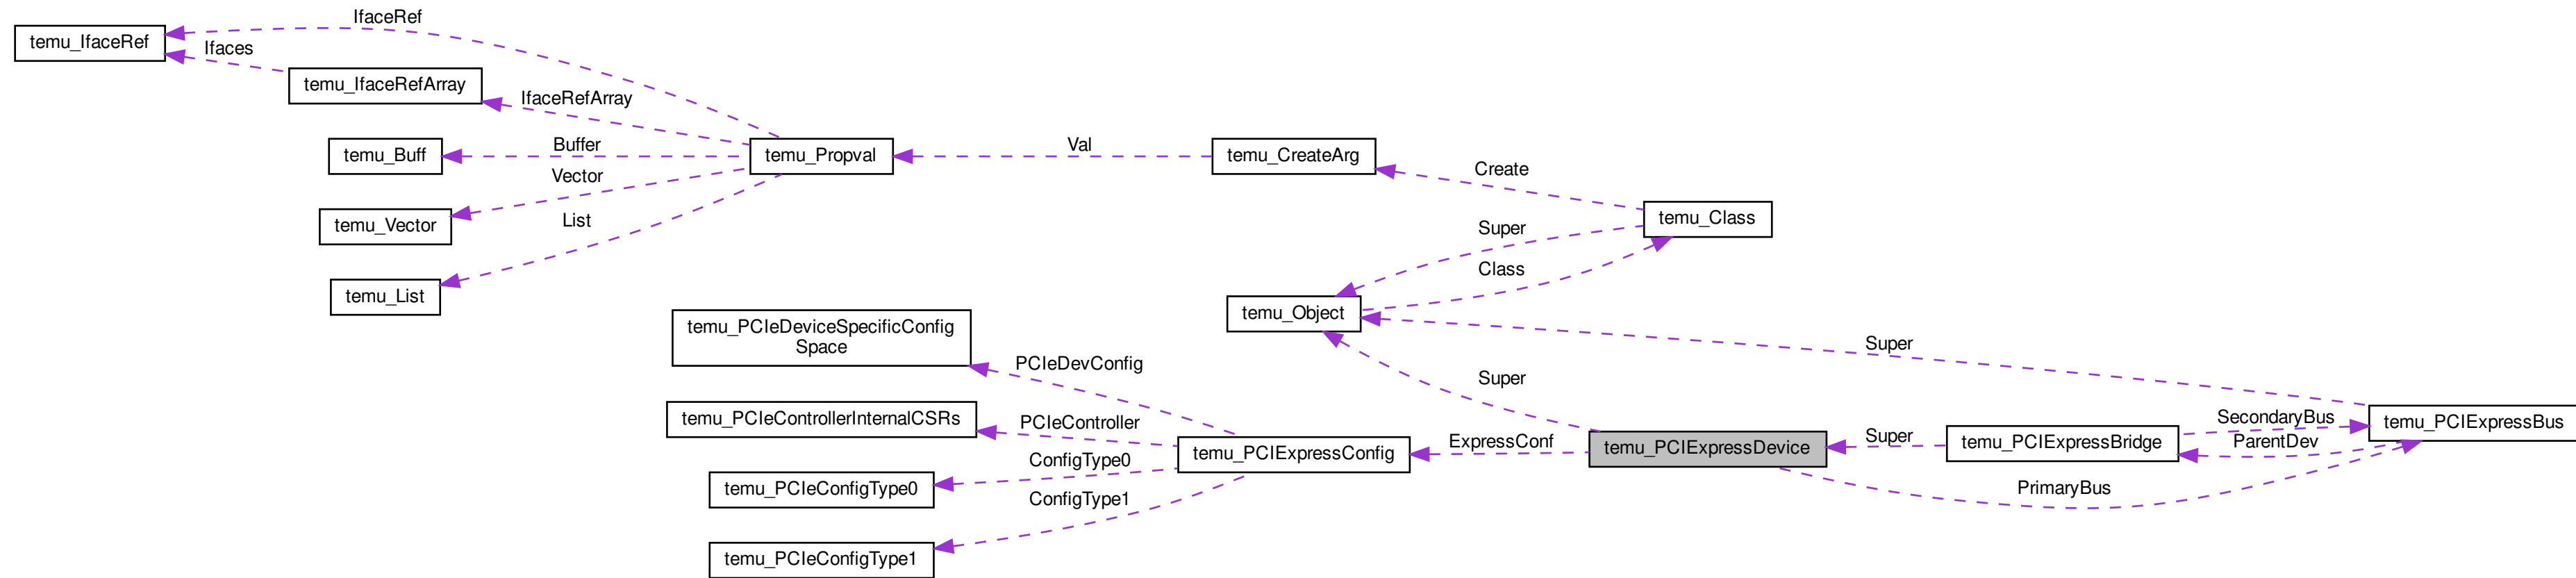 IfaceRef
temu_IfaceRef
Ifaces
temu_IfaceRefArray
IfaceRefArray
temu_Buff
Buffer
temu_Propval
Val
temu_CreateArg
Vector
Create
temu_Vector
List
temu_Class
Super
Class
temu_List
temu_Object
temu_PCIeDeviceSpecificConfig
Space
PCIeDevConfig
Super
Super
temu_PCIeControllerInternalCSRs
PCIeController
temu_PCIExpressConfig
ExpressConf
temu_PCIExpressDevice
Super
temu_PCIExpressBridge
SecondaryBus
ParentDev
temu_PCIExpressBus
ConfigType0
temu_PCIeConfigType0
ConfigType1
PrimaryBus
temu_PCIeConfigType1